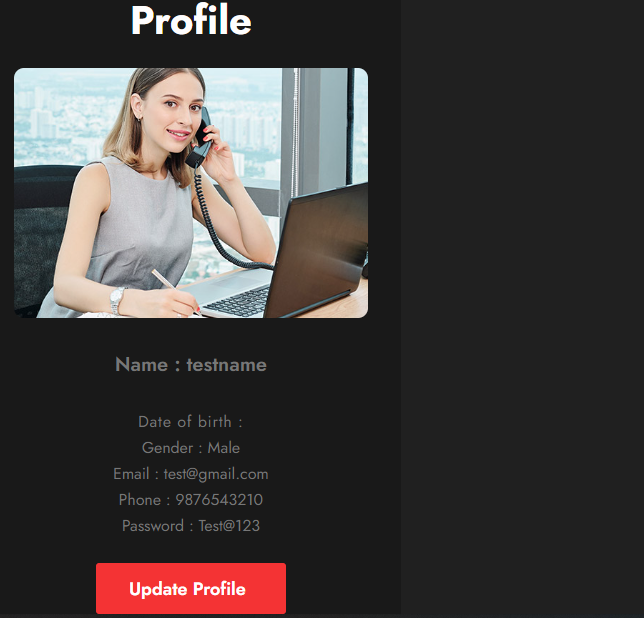 Profile
Name : testname
Date of birth :
Gender : Male
Email : test@gmail.com
Phone : 9876543210
Password : Test@123
Update Profile